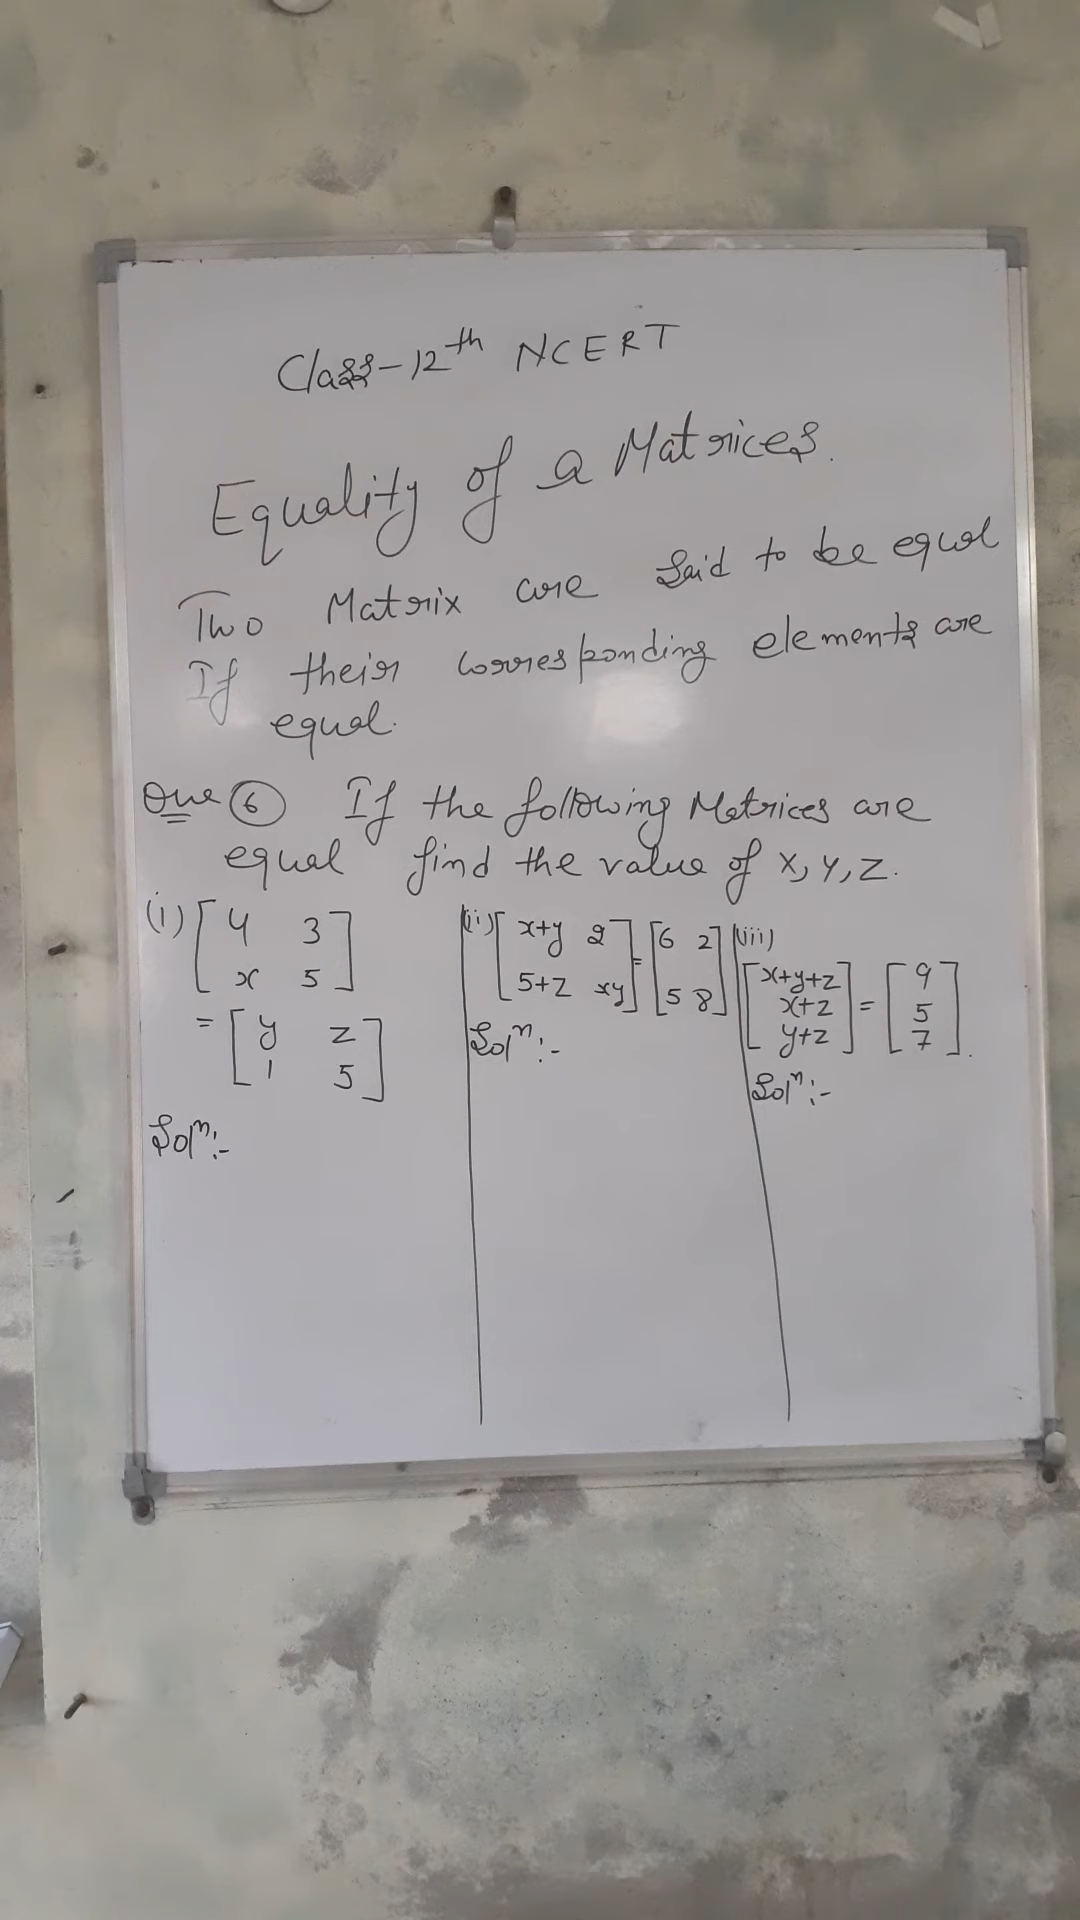 Class-12th NCERT
Equality of a Matrices.
Two Matrix are Said to be equal
If their corresponding elements are
equal.
Que 6 If the following Matrices are
equal find the value of x, y, z.
(i) [4 3
x 5]
= [y z
1 5]
Solⁿ:-
(ii) [x+y 2
5+z xy] = [6 2
5 8]
Solⁿ:-
(iii)
[x+y+z
x+z
y+z] = [9
5
7].
Solⁿ:-